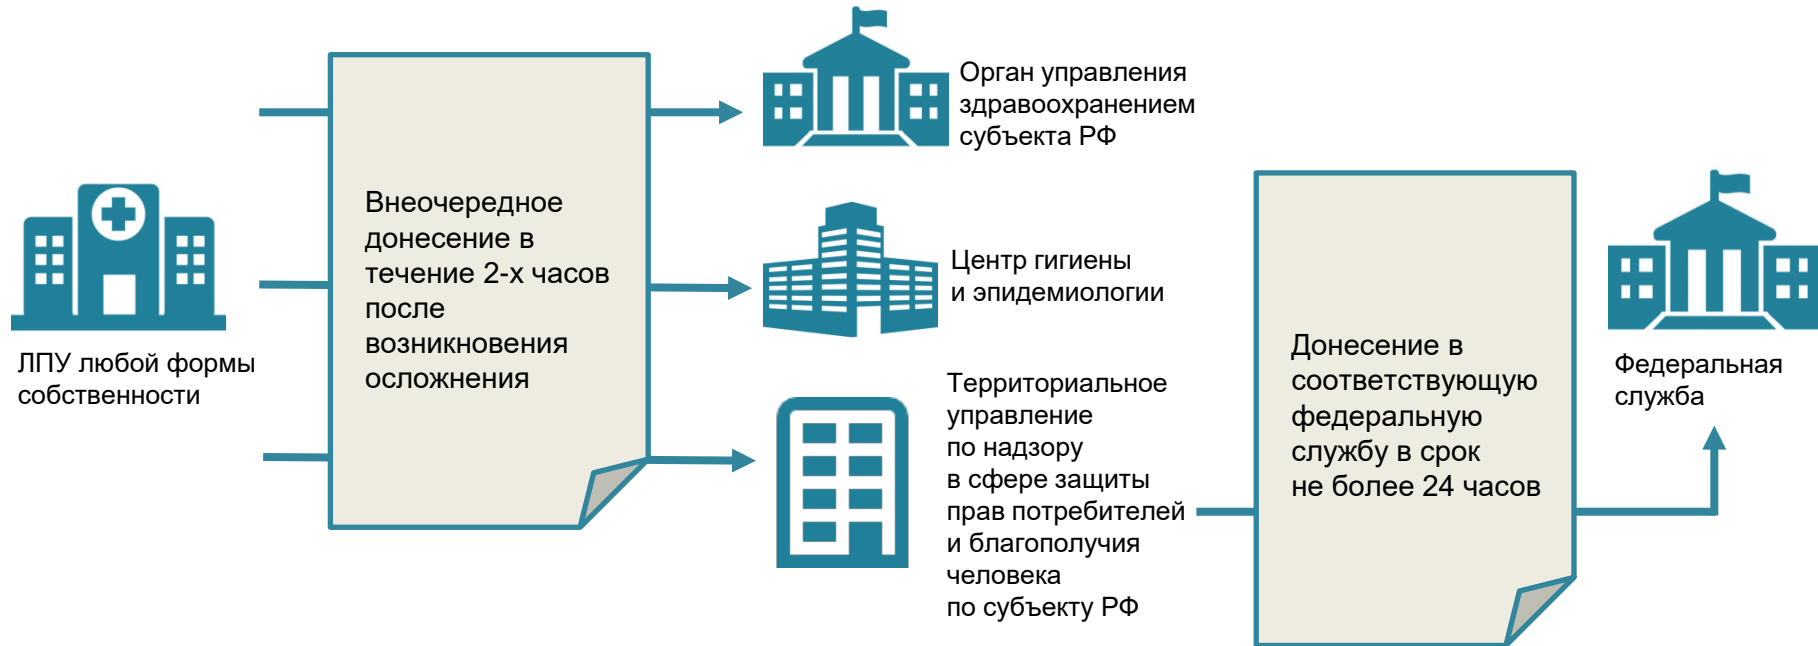 ЛПУ любой формы
собственности
Внеочередное
донесение в
течение 2-х часов
после
возникновения
осложнения
Орган управления
здравоохранением
субъекта РФ
Центр гигиены
и эпидемиологии
Территориальное
управление
по надзору
в сфере защиты
прав потребителей
и благополучия
человека
по субъекту РФ
Донесение в
соответствующую
федеральную
службу в срок
не более 24 часов
Федеральная
служба